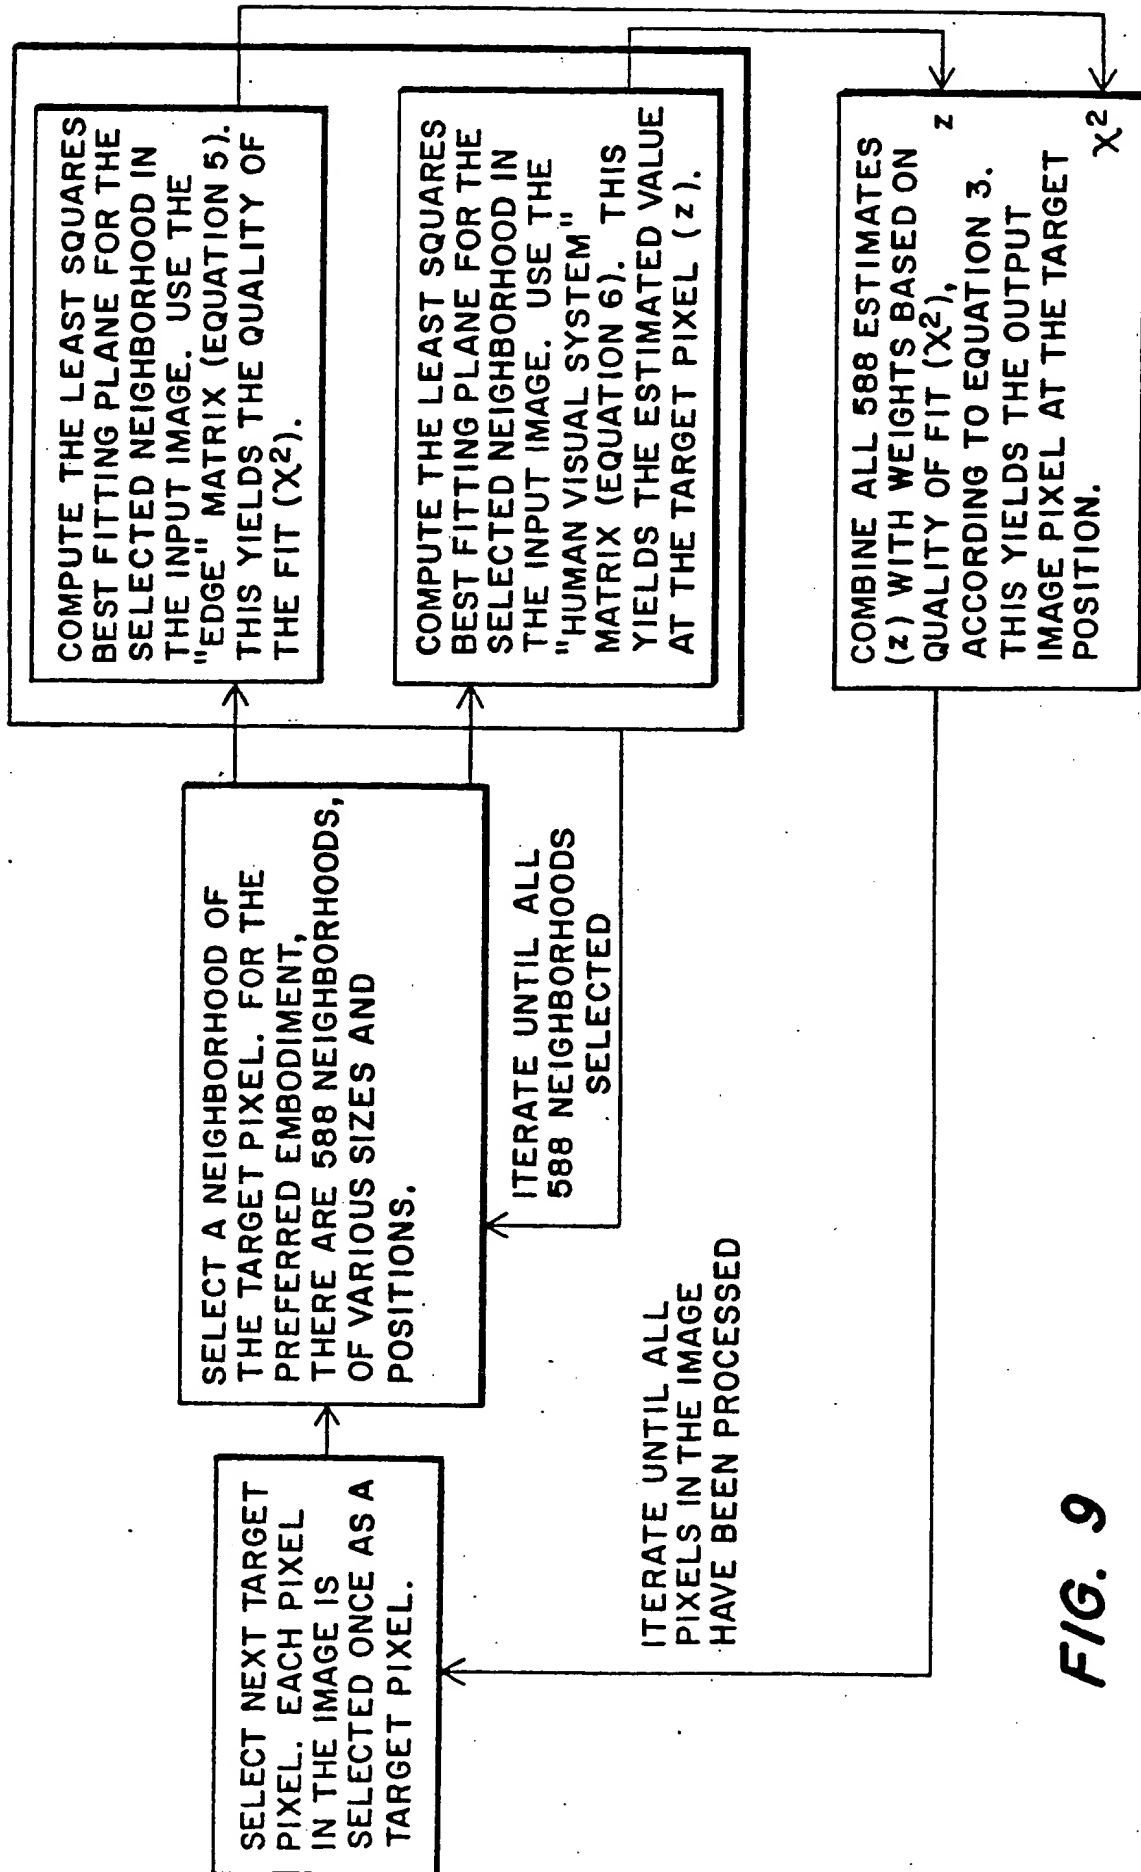 SELECT NEXT TARGET
PIXEL. EACH PIXEL
IN THE IMAGE IS
SELECTED ONCE AS A
TARGET PIXEL.
SELECT A NEIGHBORHOOD OF
THE TARGET PIXEL. FOR THE
PREFERRED EMBODIMENT,
THERE ARE 588 NEIGHBORHOODS,
OF VARIOUS SIZES AND
POSITIONS.
COMPUTE THE LEAST SQUARES
BEST FITTING PLANE FOR THE
SELECTED NEIGHBORHOOD IN
THE INPUT IMAGE. USE THE
"EDGE" MATRIX (EQUATION 5).
THIS YIELDS THE QUALITY OF
THE FIT (χ²).
COMPUTE THE LEAST SQUARES
BEST FITTING PLANE FOR THE
SELECTED NEIGHBORHOOD IN
THE INPUT IMAGE. USE THE
"HUMAN VISUAL SYSTEM"
MATRIX (EQUATION 6). THIS
YIELDS THE ESTIMATED VALUE
AT THE TARGET PIXEL (z).
ITERATE UNTIL ALL
588 NEIGHBORHOODS
SELECTED
COMBINE ALL 588 ESTIMATES
(z) WITH WEIGHTS BASED ON
QUALITY OF FIT (χ²),
ACCORDING TO EQUATION 3.
THIS YIELDS THE OUTPUT
IMAGE PIXEL AT THE TARGET
POSITION.
z
χ²
ITERATE UNTIL ALL
PIXELS IN THE IMAGE
HAVE BEEN PROCESSED
FIG. 9